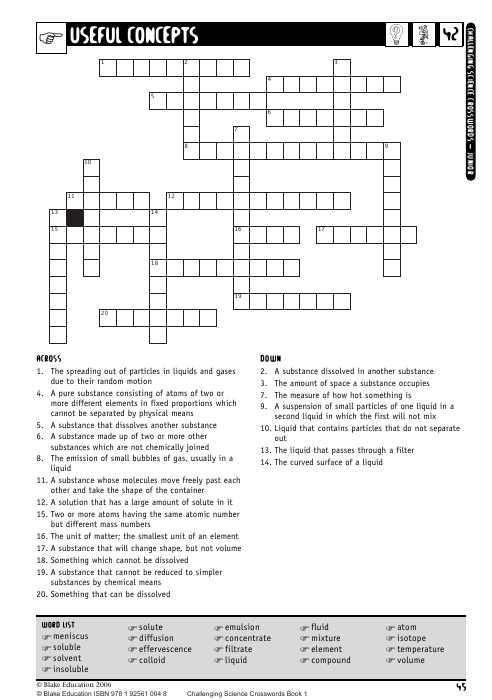 USEFUL CONCEPTS
42
CHALLENGING SCIENCE CROSSWORDS – JUNIOR
1 2 3
4
5
6
7
8 9
10
11 12
13 14
15 16 17
18
19
20
ACROSS
1. The spreading out of particles in liquids and gases
due to their random motion
4. A pure substance consisting of atoms of two or
more different elements in fixed proportions which
cannot be separated by physical means
5. A substance that dissolves another substance
6. A substance made up of two or more other
substances which are not chemically joined
8. The emission of small bubbles of gas, usually in a
liquid
11. A substance whose molecules move freely past each
other and take the shape of the container
12. A solution that has a large amount of solute in it
15. Two or more atoms having the same atomic number
but different mass numbers
16. The unit of matter; the smallest unit of an element
17. A substance that will change shape, but not volume
18. Something which cannot be dissolved
19. A substance that cannot be reduced to simpler
substances by chemical means
20. Something that can be dissolved
DOWN
2. A substance dissolved in another substance
3. The amount of space a substance occupies
7. The measure of how hot something is
9. A suspension of small particles of one liquid in a
second liquid in which the first will not mix
10. Liquid that contains particles that do not separate
out
13. The liquid that passes through a filter
14. The curved surface of a liquid
WORD LIST
meniscus
soluble
solvent
insoluble
solute
diffusion
effervescence
colloid
emulsion
concentrate
filtrate
liquid
fluid
mixture
element
compound
atom
isotope
temperature
volume
© Blake Education 2006
45
© Blake Education ISBN 978 1 92561 004 8 Challenging Science Crosswords Book 1